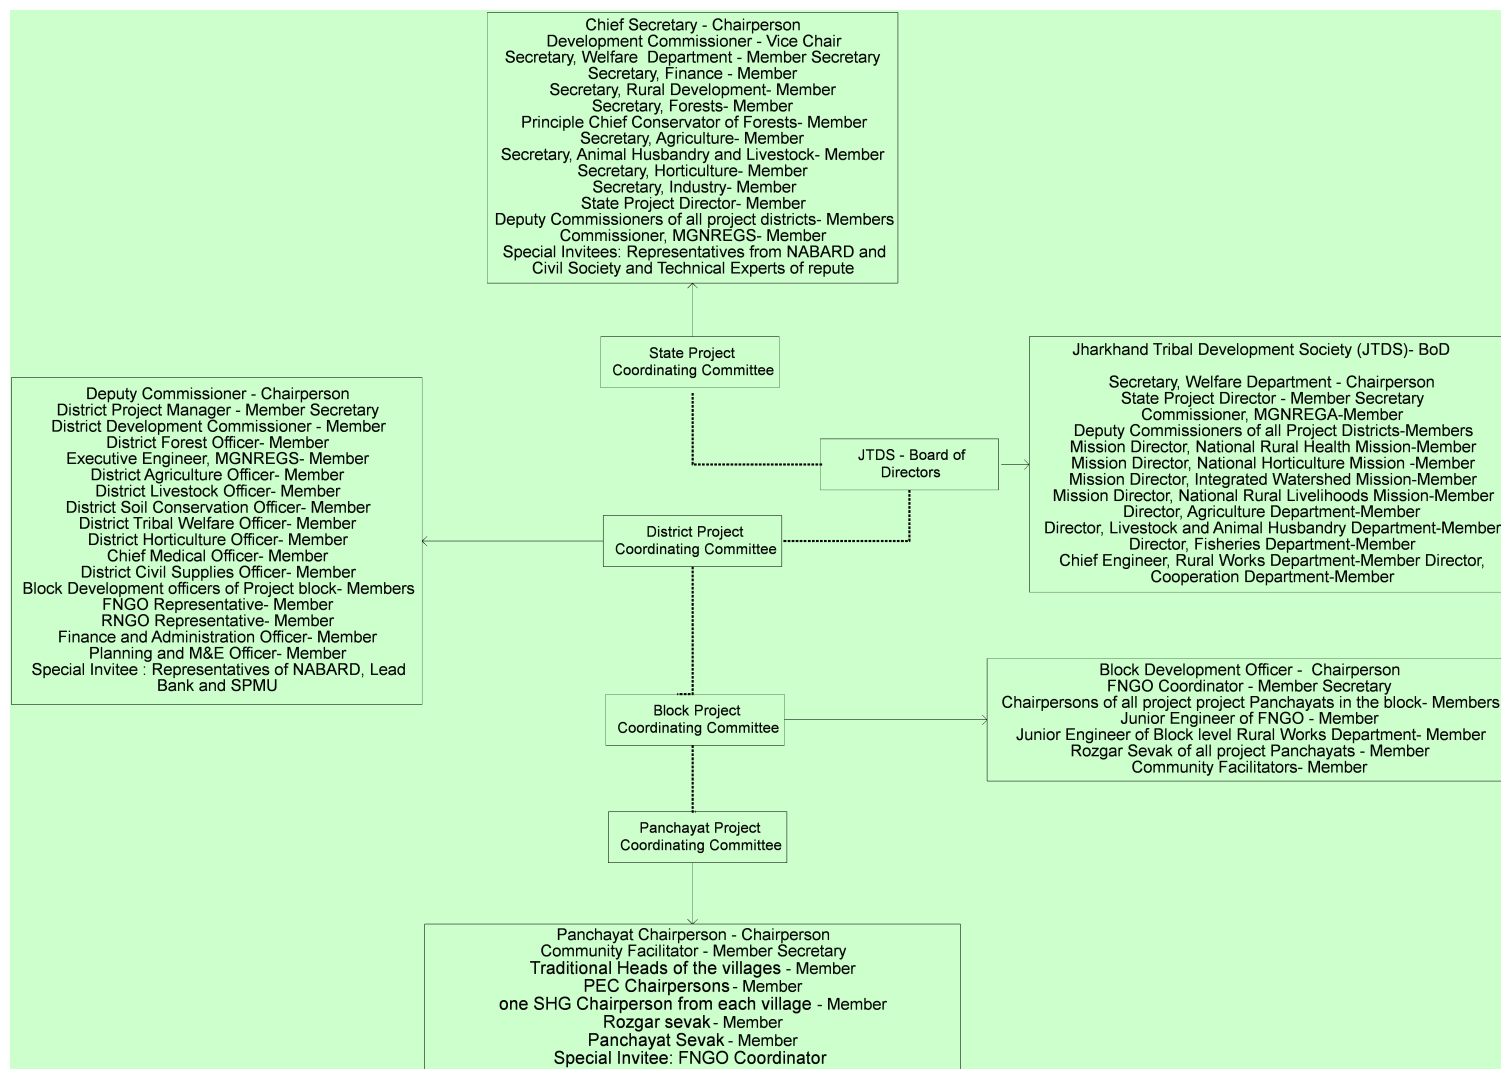 Chief Secretary - Chairperson
Development Commissioner - Vice Chair
Secretary, Welfare  Department - Member Secretary
Secretary, Finance - Member
Secretary, Rural Development- Member
Secretary, Forests- Member
Principle Chief Conservator of Forests- Member
Secretary, Agriculture- Member
Secretary, Animal Husbandry and Livestock- Member
Secretary, Horticulture- Member
Secretary, Industry- Member
State Project Director- Member
Deputy Commissioners of all project districts- Members
Commissioner, MGNREGS- Member
Special Invitees: Representatives from NABARD and
Civil Society and Technical Experts of repute
State Project
Coordinating Committee
Jharkhand Tribal Development Society (JTDS)- BoD
Secretary, Welfare Department - Chairperson
State Project Director - Member Secretary
Commissioner, MGNREGA-Member
Deputy Commissioners of all Project Districts-Members
Mission Director, National Rural Health Mission-Member
Mission Director, National Horticulture Mission -Member
Mission Director, Integrated Watershed Mission-Member
Mission Director, National Rural Livelihoods Mission-Member
Director, Agriculture Department-Member
Director, Livestock and Animal Husbandry Department-Member
Director, Fisheries Department-Member
Chief Engineer, Rural Works Department-Member Director,
Cooperation Department-Member
JTDS - Board of
Directors
Deputy Commissioner - Chairperson
District Project Manager - Member Secretary
District Development Commissioner - Member
District Forest Officer- Member
Executive Engineer, MGNREGS- Member
District Agriculture Officer-Member
District Livestock Officer- Member
District Soil Conservation Officer- Member
District Tribal Welfare Officer- Member
District Horticulture Officer- Member
Chief Medical Officer- Member
District Civil Supplies Officer- Member
Block Development officers of Project block- Members
FNGO Representative- Member
RNGO Representative- Member
Finance and Administration Officer- Member
Planning and M&E Officer- Member
Special Invitee : Representatives of NABARD, Lead
Bank and SPMU
District Project
Coordinating Committee
Block Project
Coordinating Committee
Block Development Officer -  Chairperson
FNGO Coordinator - Member Secretary
Chairpersons of all project project Panchayats in the block- Members
Junior Engineer of FNGO - Member
Junior Engineer of Block level Rural Works Department- Member
Rozgar Sevak of all project Panchayats - Member
Community Facilitators- Member
Panchayat Project
Coordinating Committee
Panchayat Chairperson - Chairperson
Community Facilitator - Member Secretary
Traditional Heads of the villages - Member
PEC Chairpersons - Member
one SHG Chairperson from each village - Member
Rozgar sevak - Member
Panchayat Sevak - Member
Special Invitee: FNGO Coordinator